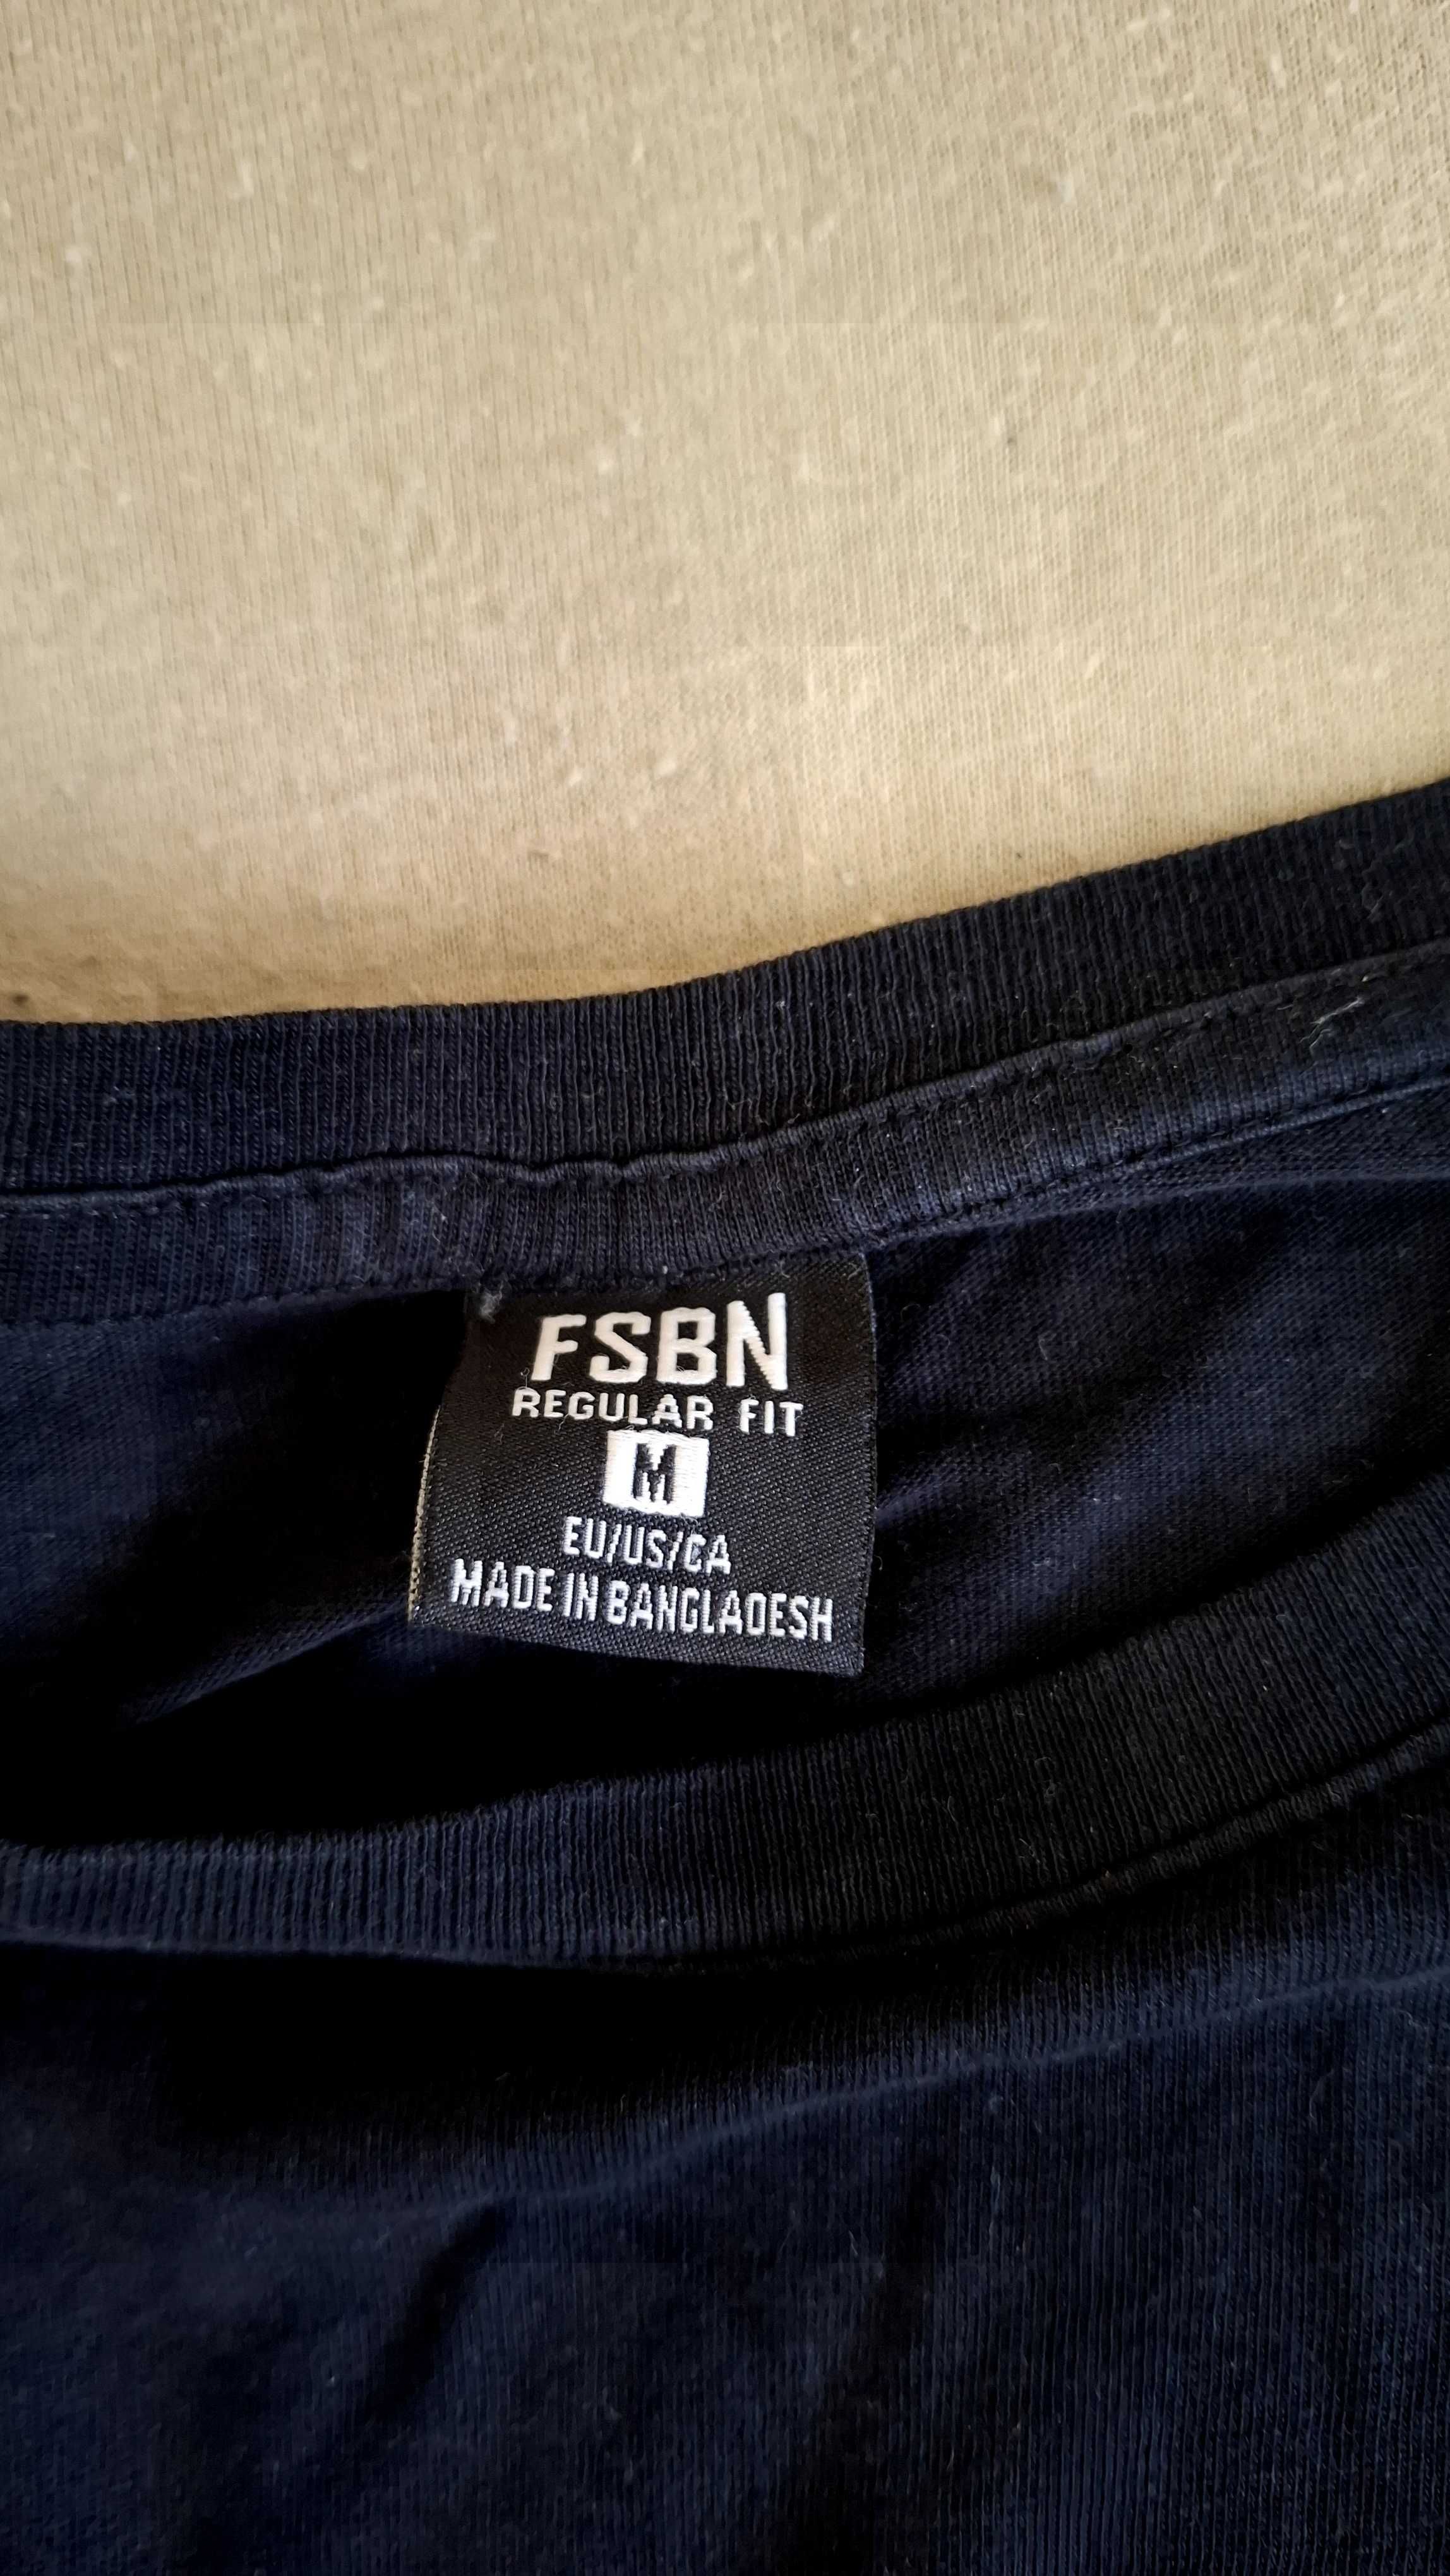 FSBN
REGULAR FIT
M
EU/US/CA
MADE IN BANGLADESH